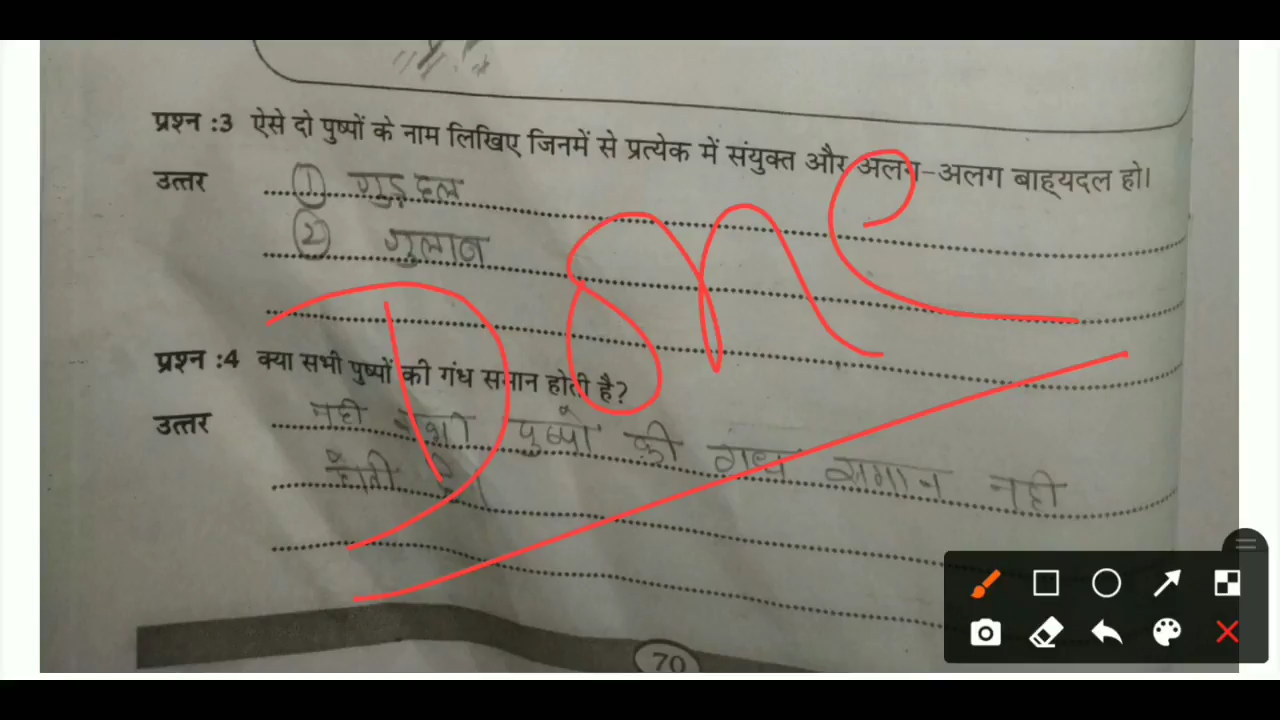 प्रश्न :3 ऐसे दो पुष्पों के नाम लिखिए जिनमें से प्रत्येक में संयुक्त और अलग-अलग बाह्यदल हो।
उत्तर ① गुड़हल
② गुलाब
Done
प्रश्न :4 क्या सभी पुष्पों की गंध समान होती है?
उत्तर नही सभी पुष्पों की गंध समान नही
होती है।
70